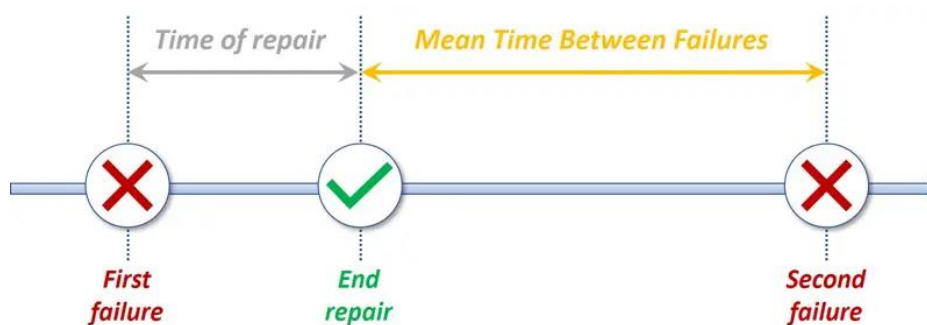 Time of repair
Mean Time Between Failures
First
failure
End
repair
Second
failure